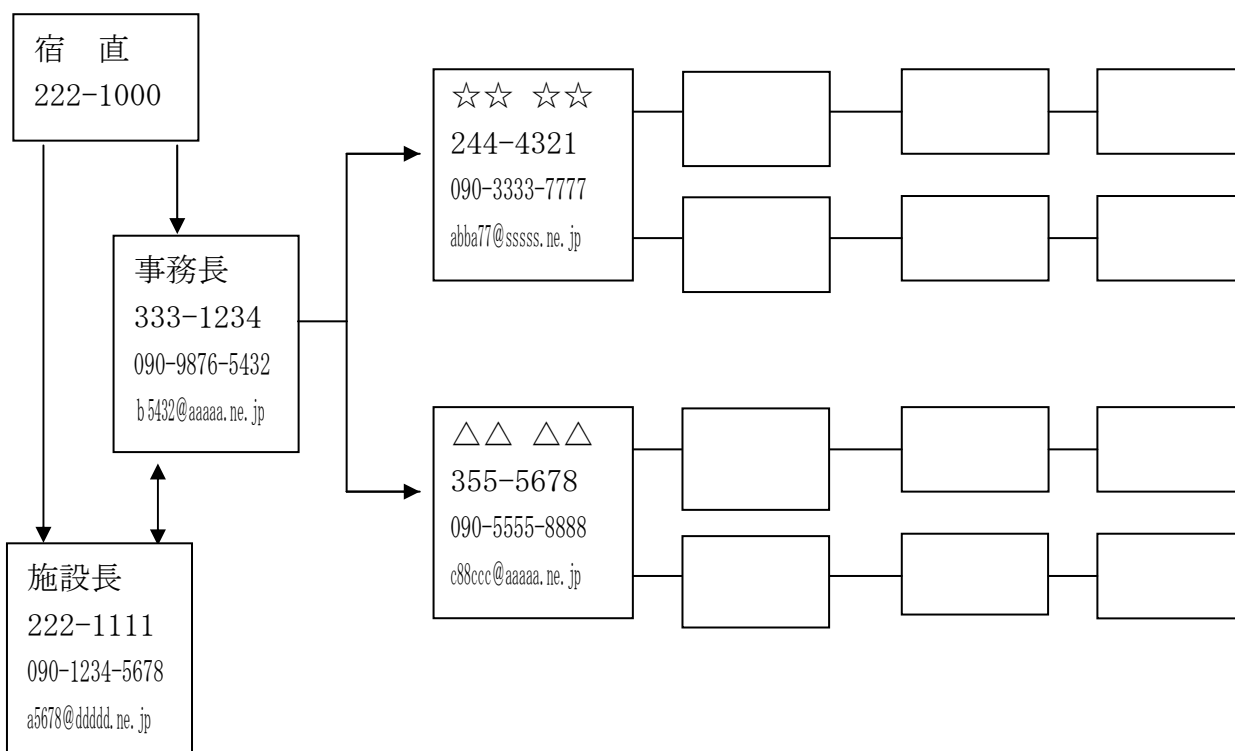 宿　直
222-1000
事務長
333-1234
090-9876-5432
b5432@aaaaa.ne.jp
施設長
222-1111
090-1234-5678
a5678@ddddd.ne.jp
☆☆ ☆☆
244-4321
090-3333-7777
abba77@sssss.ne.jp
△△ △△
355-5678
090-5555-8888
c88ccc@aaaaa.ne.jp